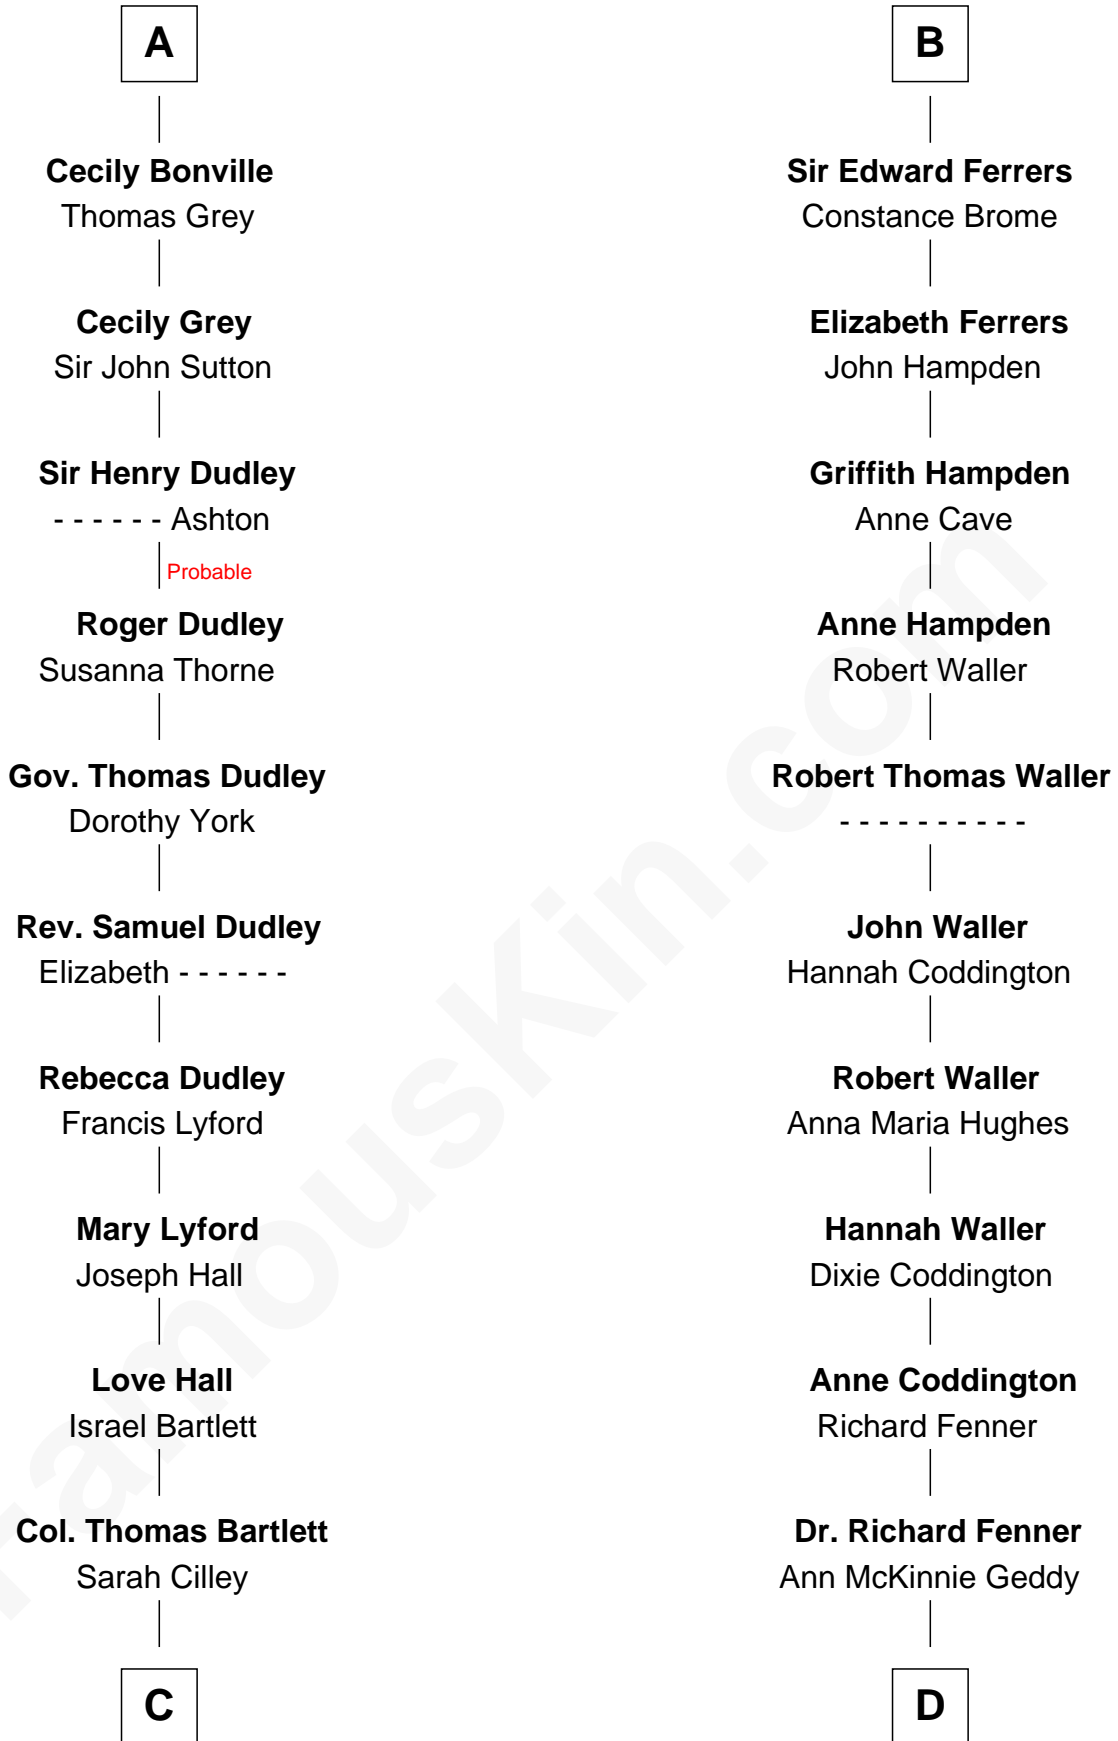 A
Cecily Bonville
Thomas Grey
Cecily Grey
Sir John Sutton
Sir Henry Dudley
- - - - - - Ashton
Probable
Roger Dudley
Susanna Thorne
Gov. Thomas Dudley
Dorothy York
Rev. Samuel Dudley
Elizabeth - - - - - -
Rebecca Dudley
Francis Lyford
Mary Lyford
Joseph Hall
Love Hall
Israel Bartlett
Col. Thomas Bartlett
Sarah Cilley
C
B
Sir Edward Ferrers
Constance Brome
Elizabeth Ferrers
John Hampden
Griffith Hampden
Anne Cave
Anne Hampden
Robert Waller
Robert Thomas Waller
- - - - - - - - - -
John Waller
Hannah Coddington
Robert Waller
Anna Maria Hughes
Hannah Waller
Dixie Coddington
Anne Coddington
Richard Fenner
Dr. Richard Fenner
Ann McKinnie Geddy
D
FamousKin.com